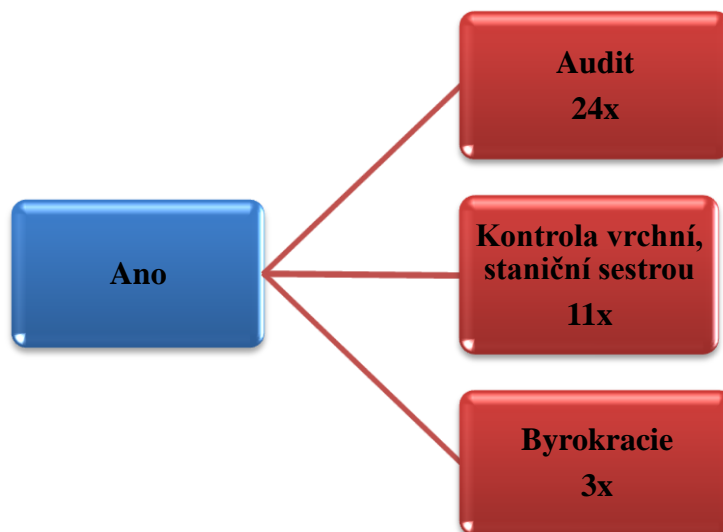 Ano
Audit
24x
Kontrola vrchní,
staniční sestrou
11x
Byrokracie
3x